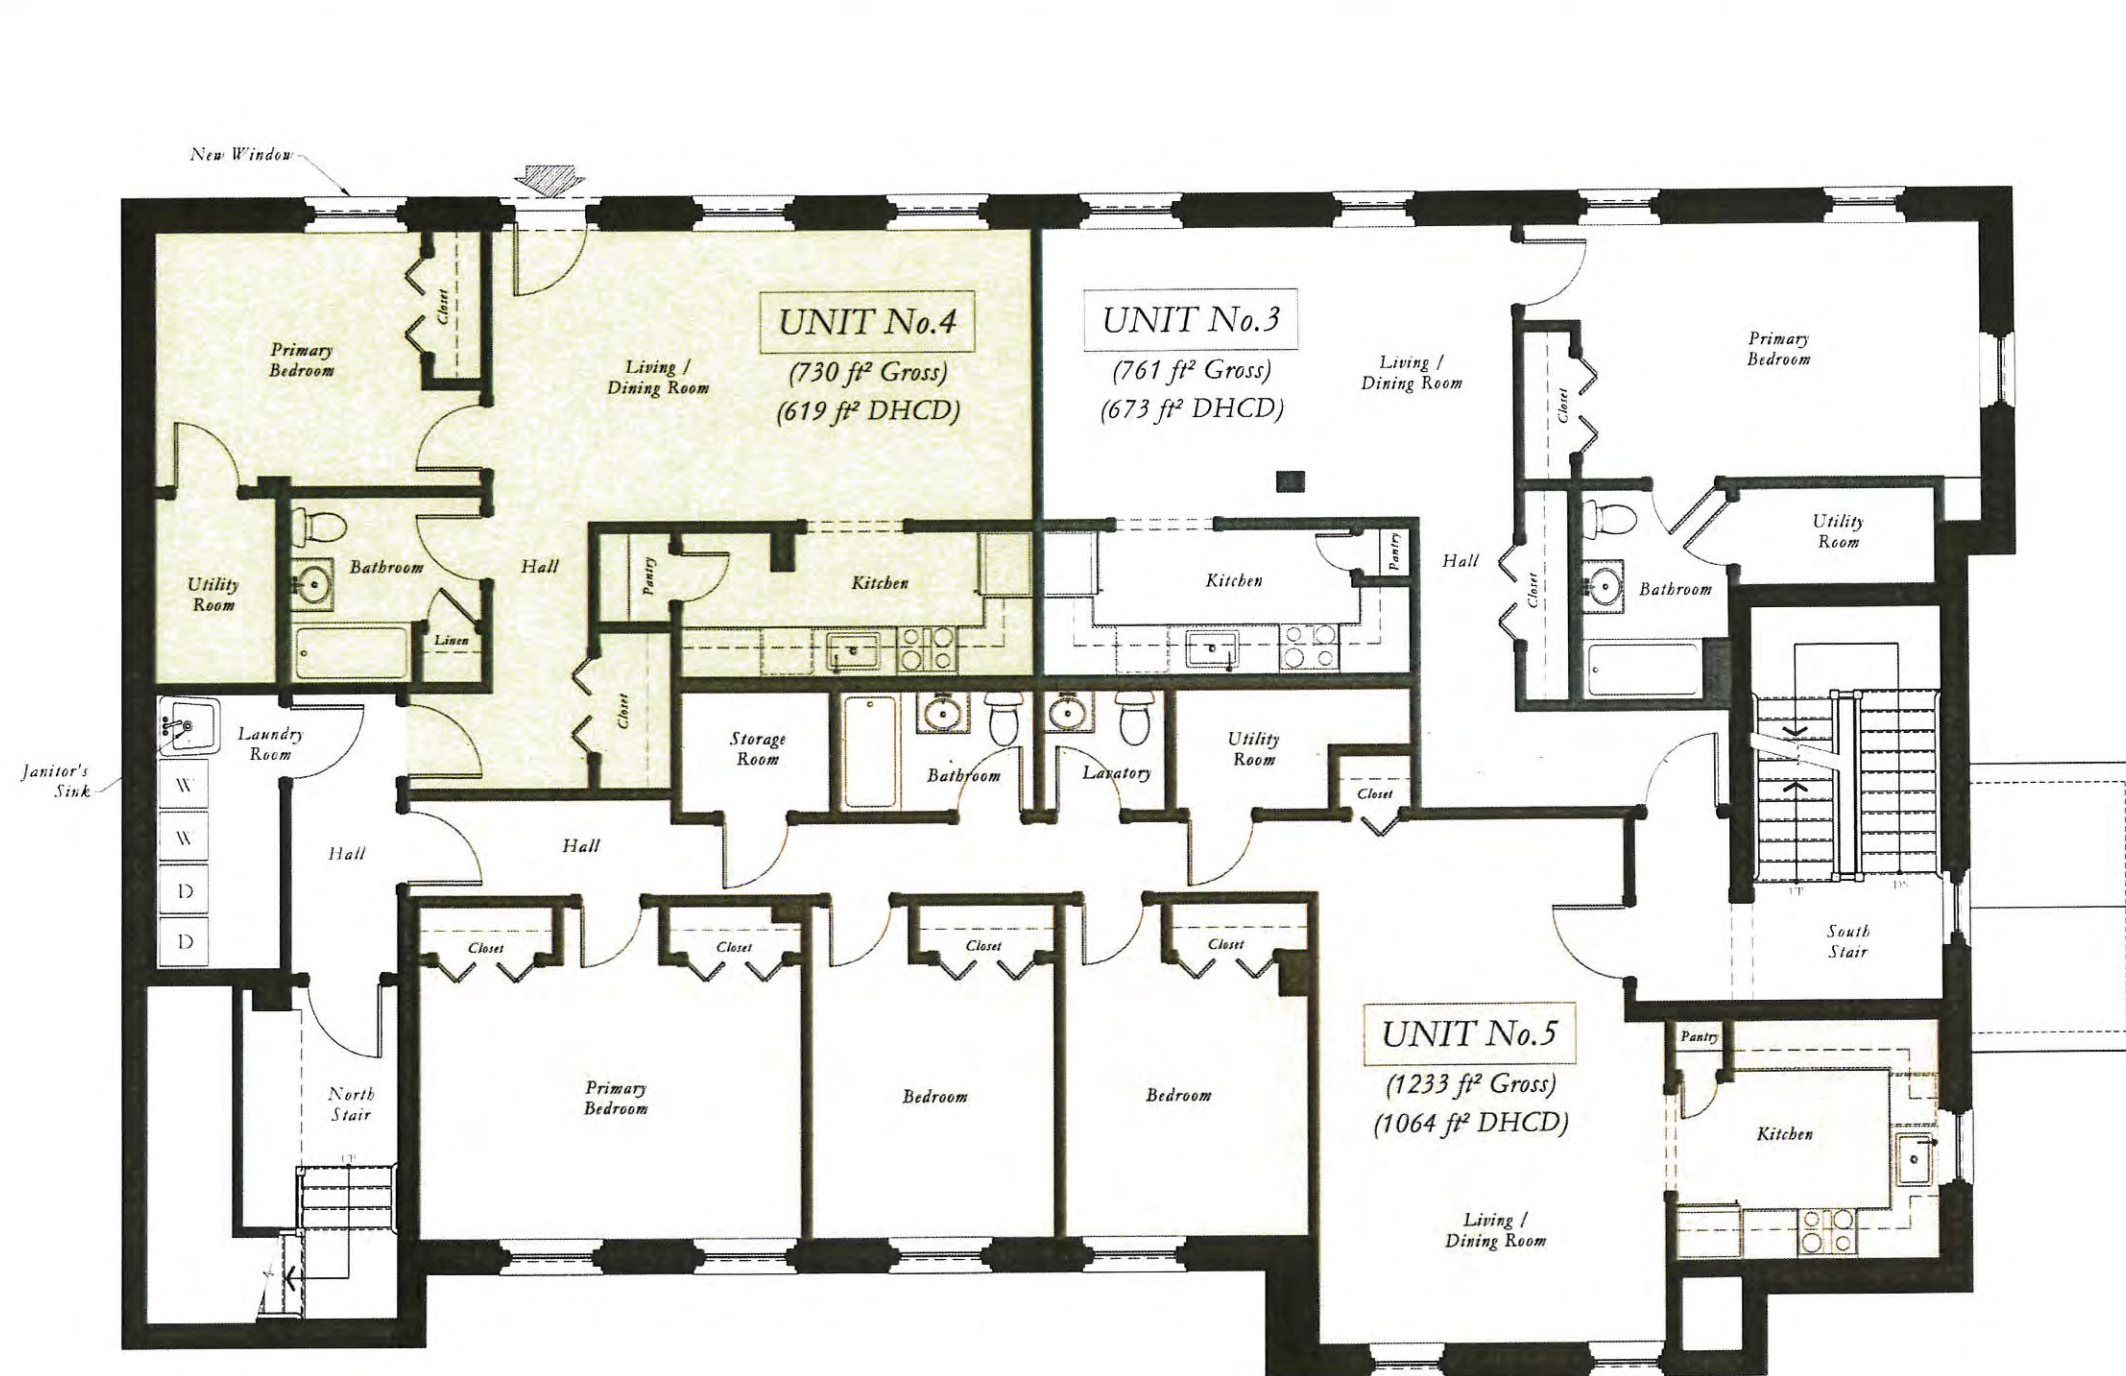 New Window
UNIT No.4
(730 ft² Gross)
(619 ft² DHCD)
UNIT No.3
(761 ft² Gross)
(673 ft² DHCD)
Primary
Bedroom
Closet
Living /
Dining Room
Living /
Dining Room
Closet
Primary
Bedroom
Utility
Room
Bathroom
Linen
Hall
Pantry
Kitchen
Kitchen
Pantry
Hall
Closet
Bathroom
Utility
Room
Janitor's
Sink
Laundry
Room
W
W
D
D
Closet
Storage
Room
Bathroom
Lavatory
Utility
Room
Closet
Hall
Hall
UP
DN
South
Stair
Closet
Closet
Closet
Closet
North
Stair
UP
Primary
Bedroom
Bedroom
Bedroom
UNIT No.5
(1233 ft² Gross)
(1064 ft² DHCD)
Pantry
Kitchen
Living /
Dining Room